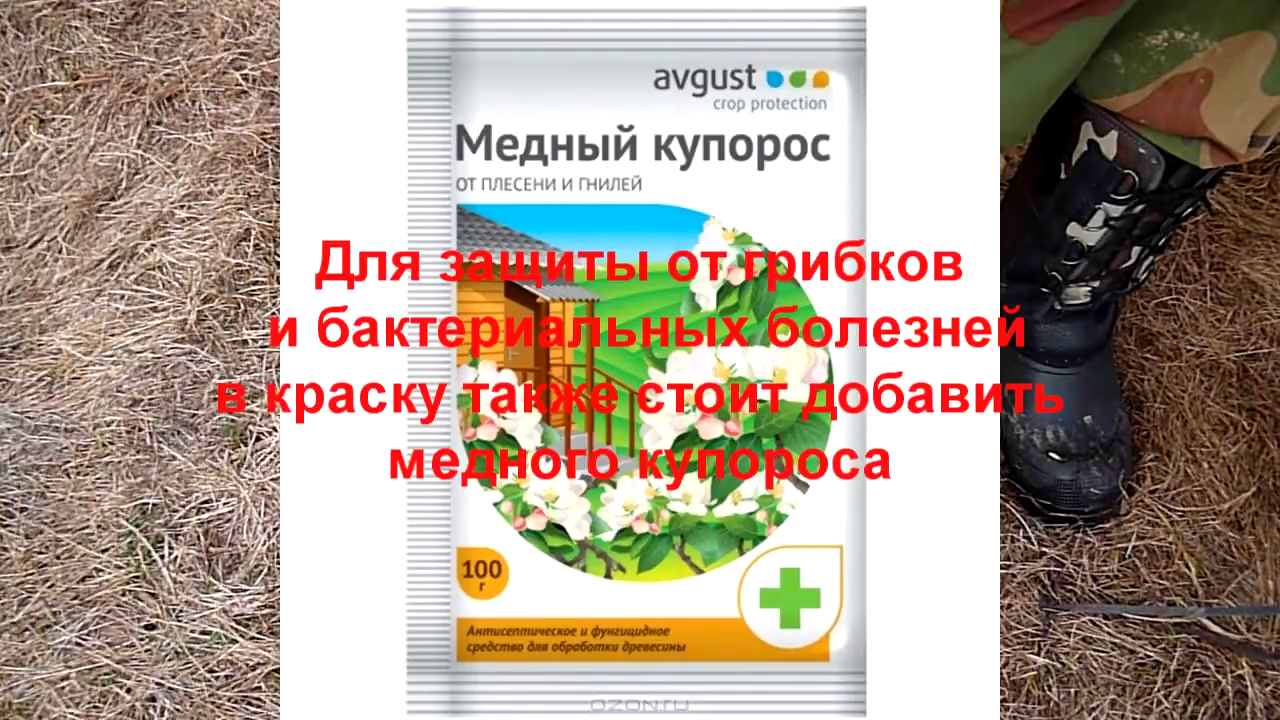 avgust
crop protection
Медный купорос
ОТ ПЛЕСЕНИ И ГНИЛЕЙ
Для защиты от грибков
и бактериальных болезней
в краску также стоит добавить
медного купороса
100
г
Антисептическое и фунгицидное
средство для обработки древесины
OZON.RU